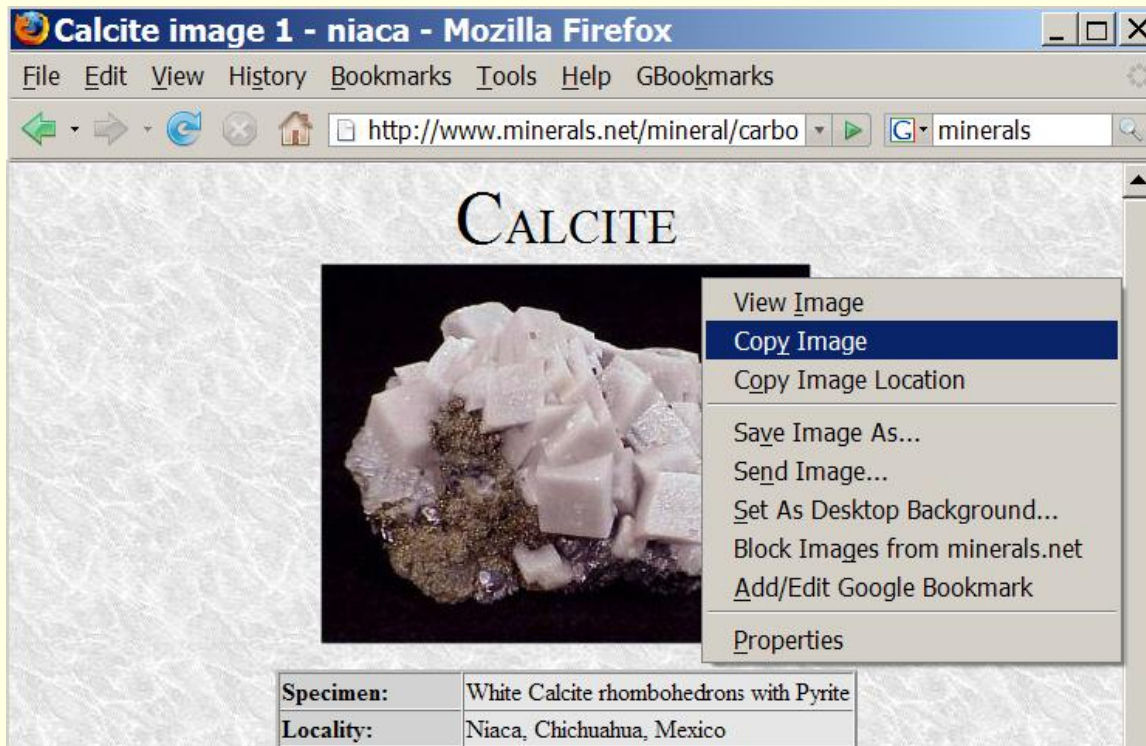 Calcite image 1 - niaca - Mozilla Firefox
File Edit View History Bookmarks Tools Help GBookmarks
http://www.minerals.net/mineral/carbo G minerals
CALCITE
View Image
Copy Image
Copy Image Location
Save Image As...
Send Image...
Set As Desktop Background...
Block Images from minerals.net
Add/Edit Google Bookmark
Properties
Specimen: White Calcite rhombohedrons with Pyrite
Locality: Niaca, Chichuahua, Mexico